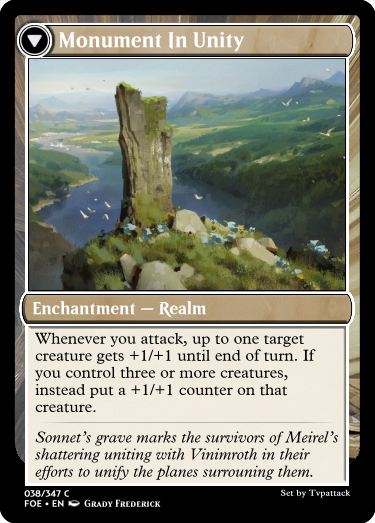 Monument In Unity
Enchantment — Realm
Whenever you attack, up to one target
creature gets +1/+1 until end of turn. If
you control three or more creatures,
instead put a +1/+1 counter on that
creature.
Sonnet's grave marks the survivors of Meirel's
shattering uniting with Vinimroth in their
efforts to unify the planes surrouning them.
038/347 C
Set by Tvpattack
FOE • EN Grady Frederick